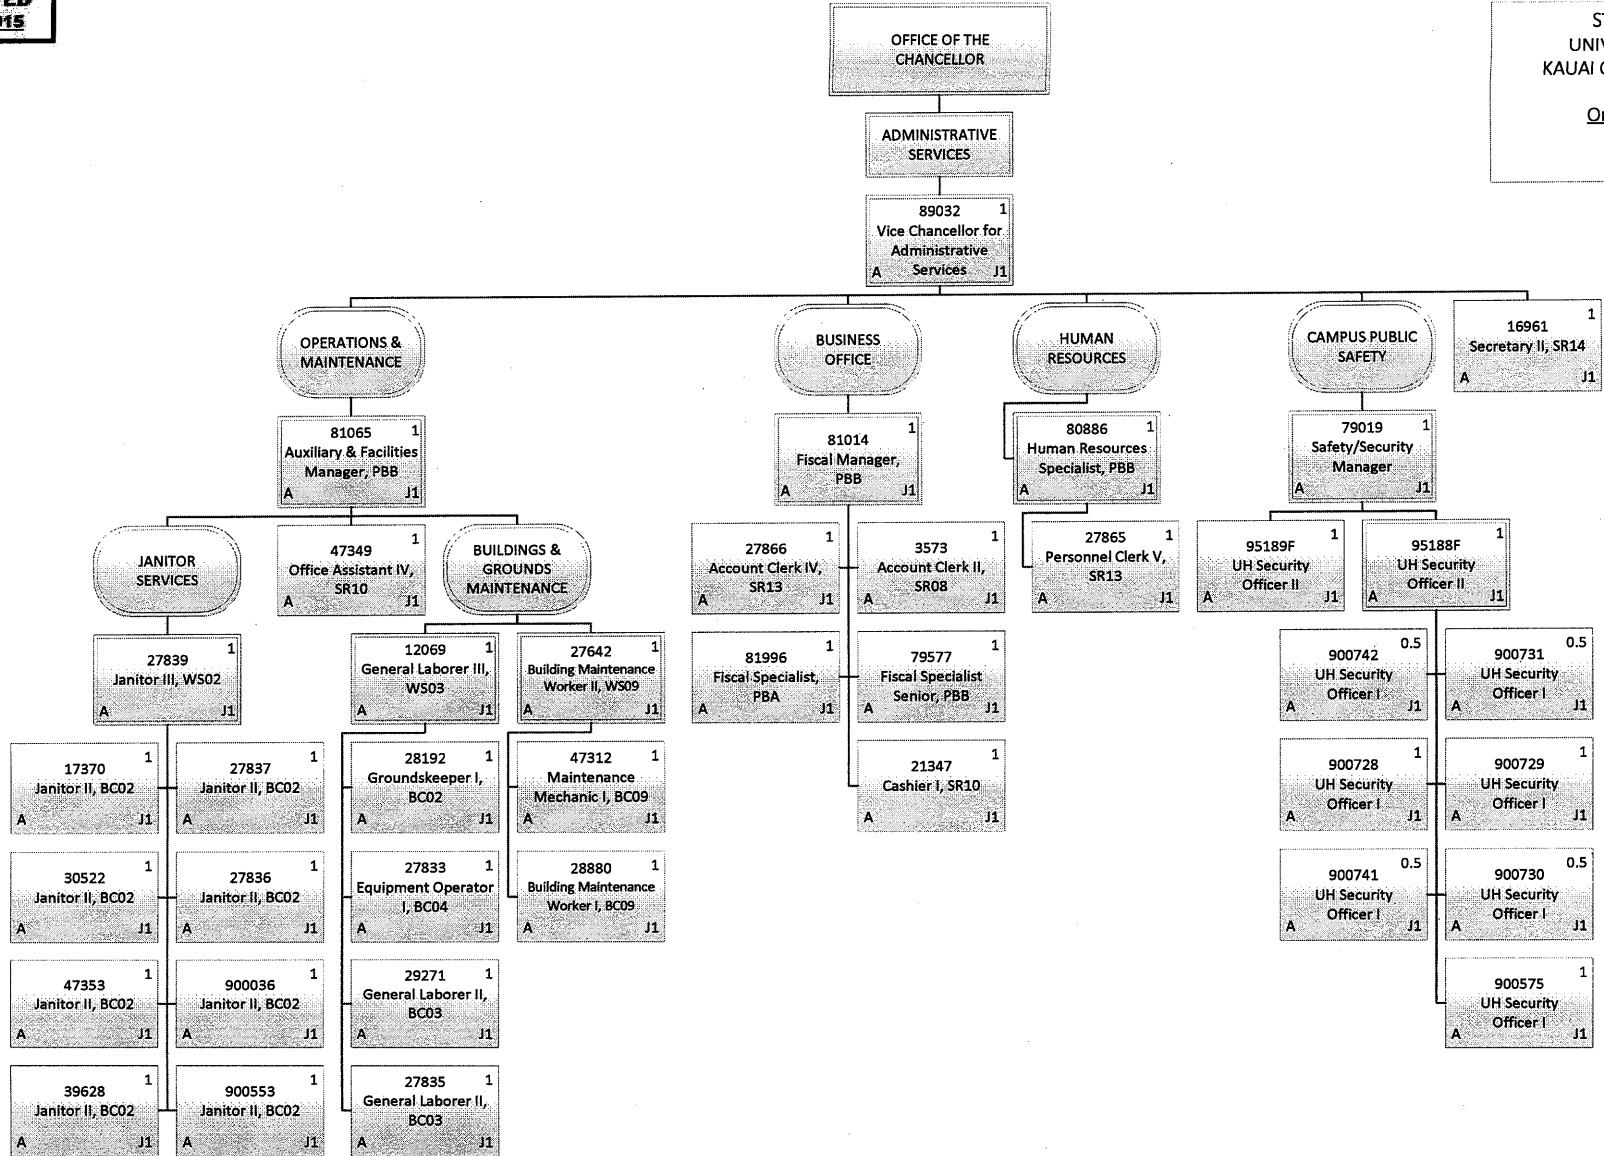 15
OFFICE OF THE
CHANCELLOR
KAUAI
ADMINISTRATIVE
SERVICES
89032 1
Vice Chancellor for
Administrative
A Services J1
OPERATIONS &
MAINTENANCE
BUSINESS
OFFICE
HUMAN
RESOURCES
CAMPUS PUBLIC
SAFETY
16961 1
Secretary II, SR14
A J1
81065 1
Auxiliary & Facilities
Manager, PBB
A J1
81014 1
Fiscal Manager,
PBB
A J1
80886 1
Human Resources
Specialist, PBB
A J1
79019 1
Safety/Security
Manager
A J1
JANITOR
SERVICES
47349 1
Office Assistant IV,
SR10
A J1
BUILDINGS &
GROUNDS
MAINTENANCE
27866 1
Account Clerk IV,
SR13
A J1
3573 1
Account Clerk II,
SR08
A J1
27865 1
Personnel Clerk V,
SR13
A J1
95189F 1
UH Security
Officer II
A J1
95188F 1
UH Security
Officer II
A J1
27839 1
Janitor III, WS02
A J1
12069 1
General Laborer III,
WS03
A J1
27642 1
Building Maintenance
Worker II, WS09
A J1
81996 1
Fiscal Specialist,
PBA
A J1
79577 1
Fiscal Specialist
Senior, PBB
A J1
900742 0.5
UH Security
Officer I
A J1
900731 0.5
UH Security
Officer I
A J1
17370 1
Janitor II, BC02
A J1
27837 1
Janitor II, BC02
A J1
28192 1
Groundskeeper I,
BC02
A J1
47312 1
Maintenance
Mechanic I, BC09
A J1
21347 1
Cashier I, SR10
A J1
900728 1
UH Security
Officer I
A J1
900729 1
UH Security
Officer I
A J1
30522 1
Janitor II, BC02
A J1
27836 1
Janitor II, BC02
A J1
27833 1
Equipment Operator
I, BC04
A J1
28880 1
Building Maintenance
Worker I, BC09
A J1
900741 0.5
UH Security
Officer I
A J1
900730 0.5
UH Security
Officer I
A J1
47353 1
Janitor II, BC02
A J1
900036 1
Janitor II, BC02
A J1
29271 1
General Laborer II,
BC03
A J1
900575 1
UH Security
Officer I
A J1
39628 1
Janitor II, BC02
A J1
900553 1
Janitor II, BC02
A J1
27835 1
General Laborer II,
BC03
A J1